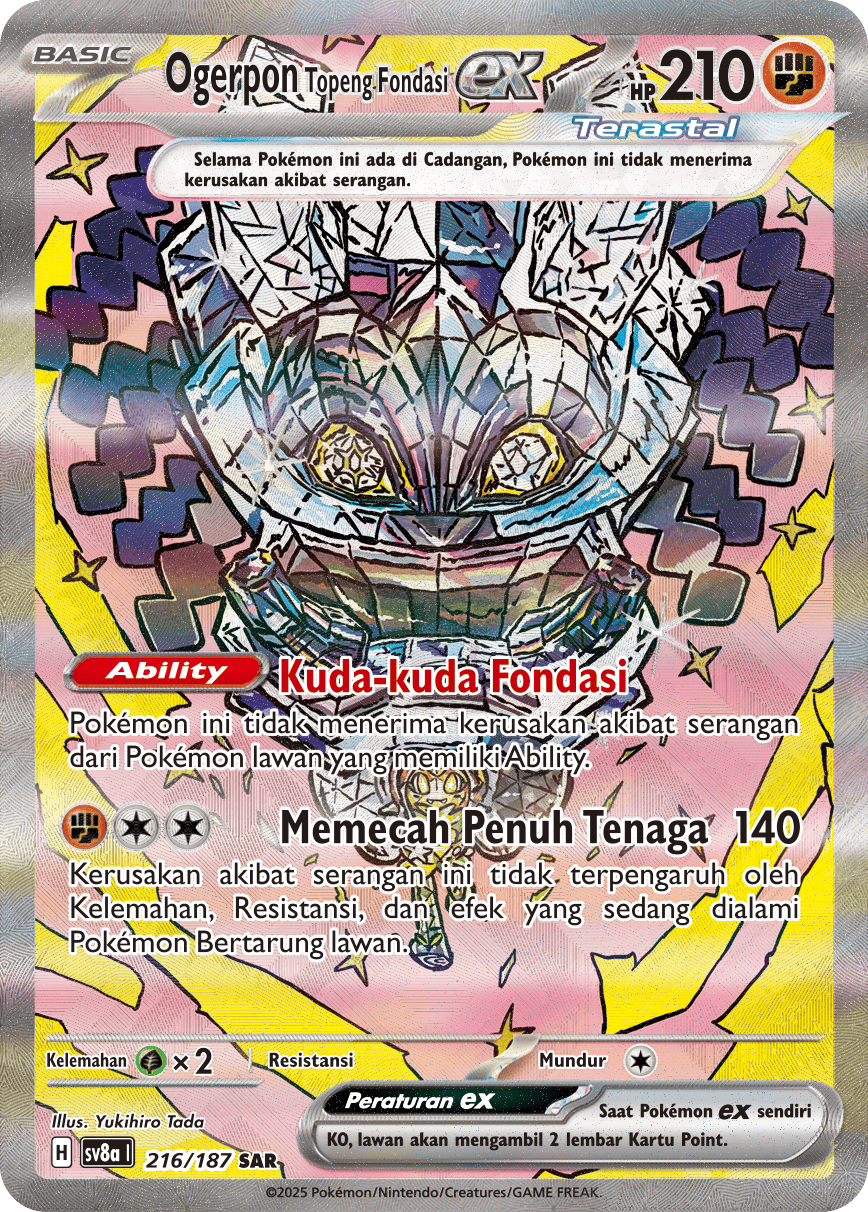 BASIC
Ogerpon Topeng Fondasi ex HP 210
Terastal
Selama Pokémon ini ada di Cadangan, Pokémon ini tidak menerima
kerusakan akibat serangan.
Ability Kuda-kuda Fondasi
Pokémon ini tidak menerima kerusakan akibat serangan
dari Pokémon lawan yang memiliki Ability.
Memecah Penuh Tenaga 140
Kerusakan akibat serangan ini tidak terpengaruh oleh
Kelemahan, Resistansi, dan efek yang sedang dialami
Pokémon Bertarung lawan.
Kelemahan ×2 Resistansi Mundur
Illus. Yukihiro Tada
Peraturan ex Saat Pokémon ex sendiri
KO, lawan akan mengambil 2 lembar Kartu Point.
H sv8a I 216/187 SAR
©2025 Pokémon/Nintendo/Creatures/GAME FREAK.